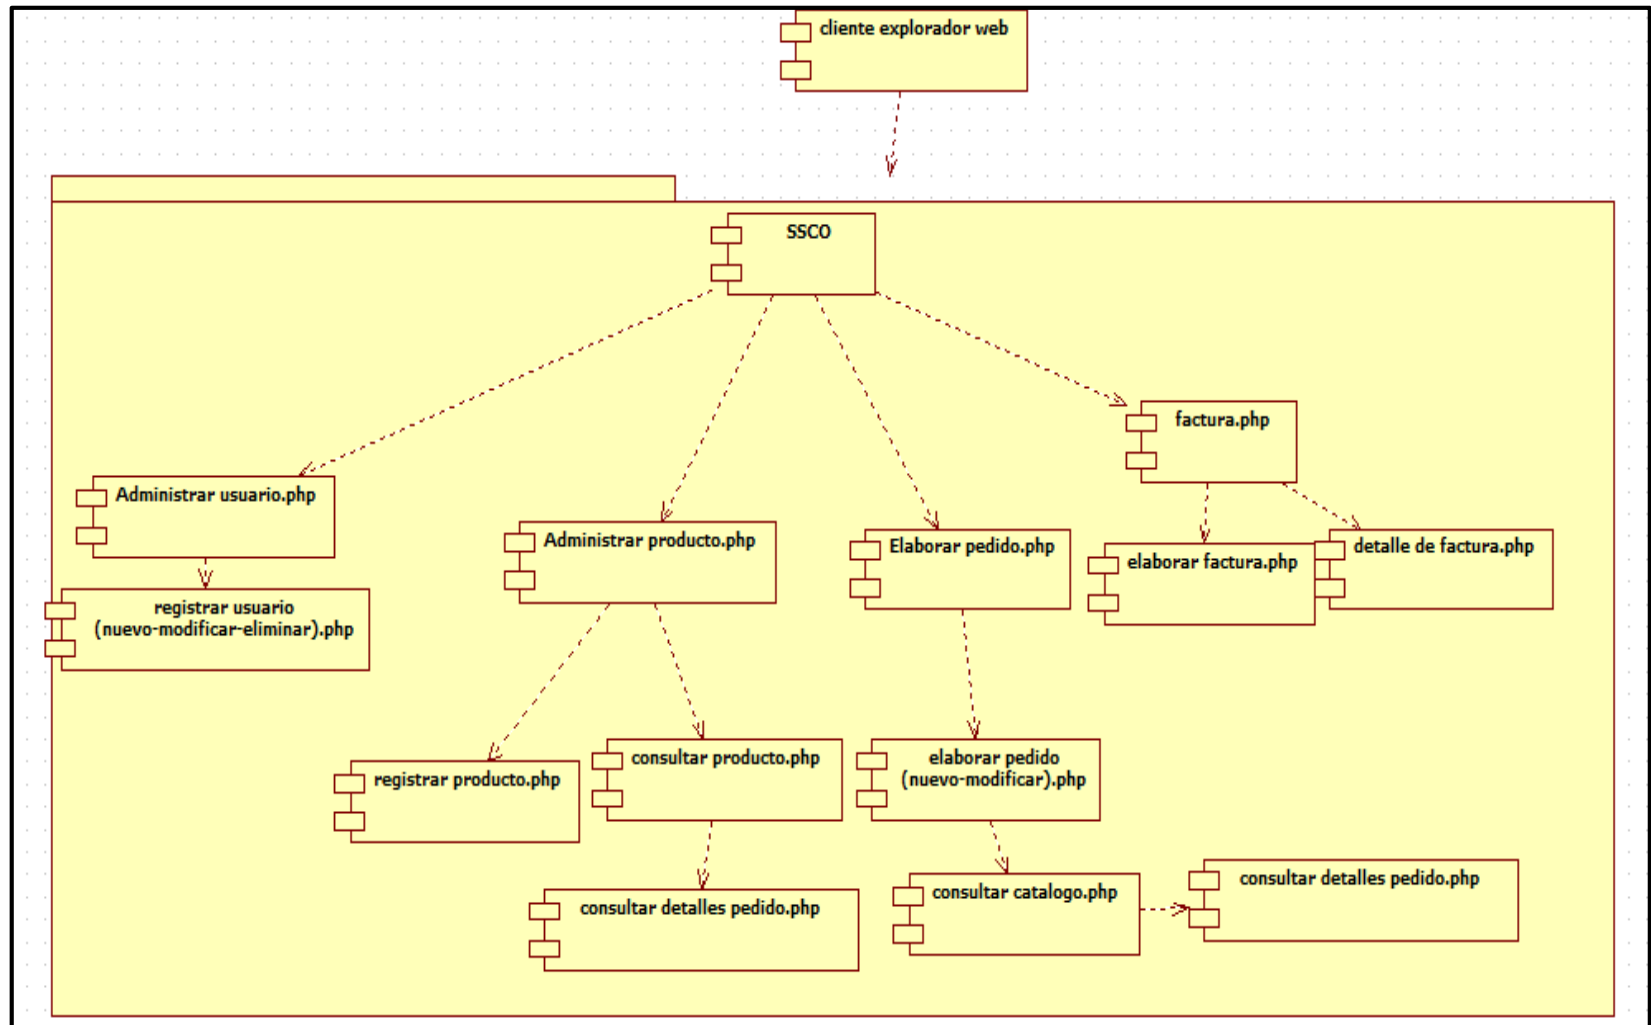 cliente explorador web
SSCO
factura.php
Administrar usuario.php
Administrar producto.php
Elaborar pedido.php
elaborar factura.php
detalle de factura.php
registrar usuario
(nuevo-modificar-eliminar).php
registrar producto.php
consultar producto.php
elaborar pedido
(nuevo-modificar).php
consultar detalles pedido.php
consultar catalogo.php
consultar detalles pedido.php